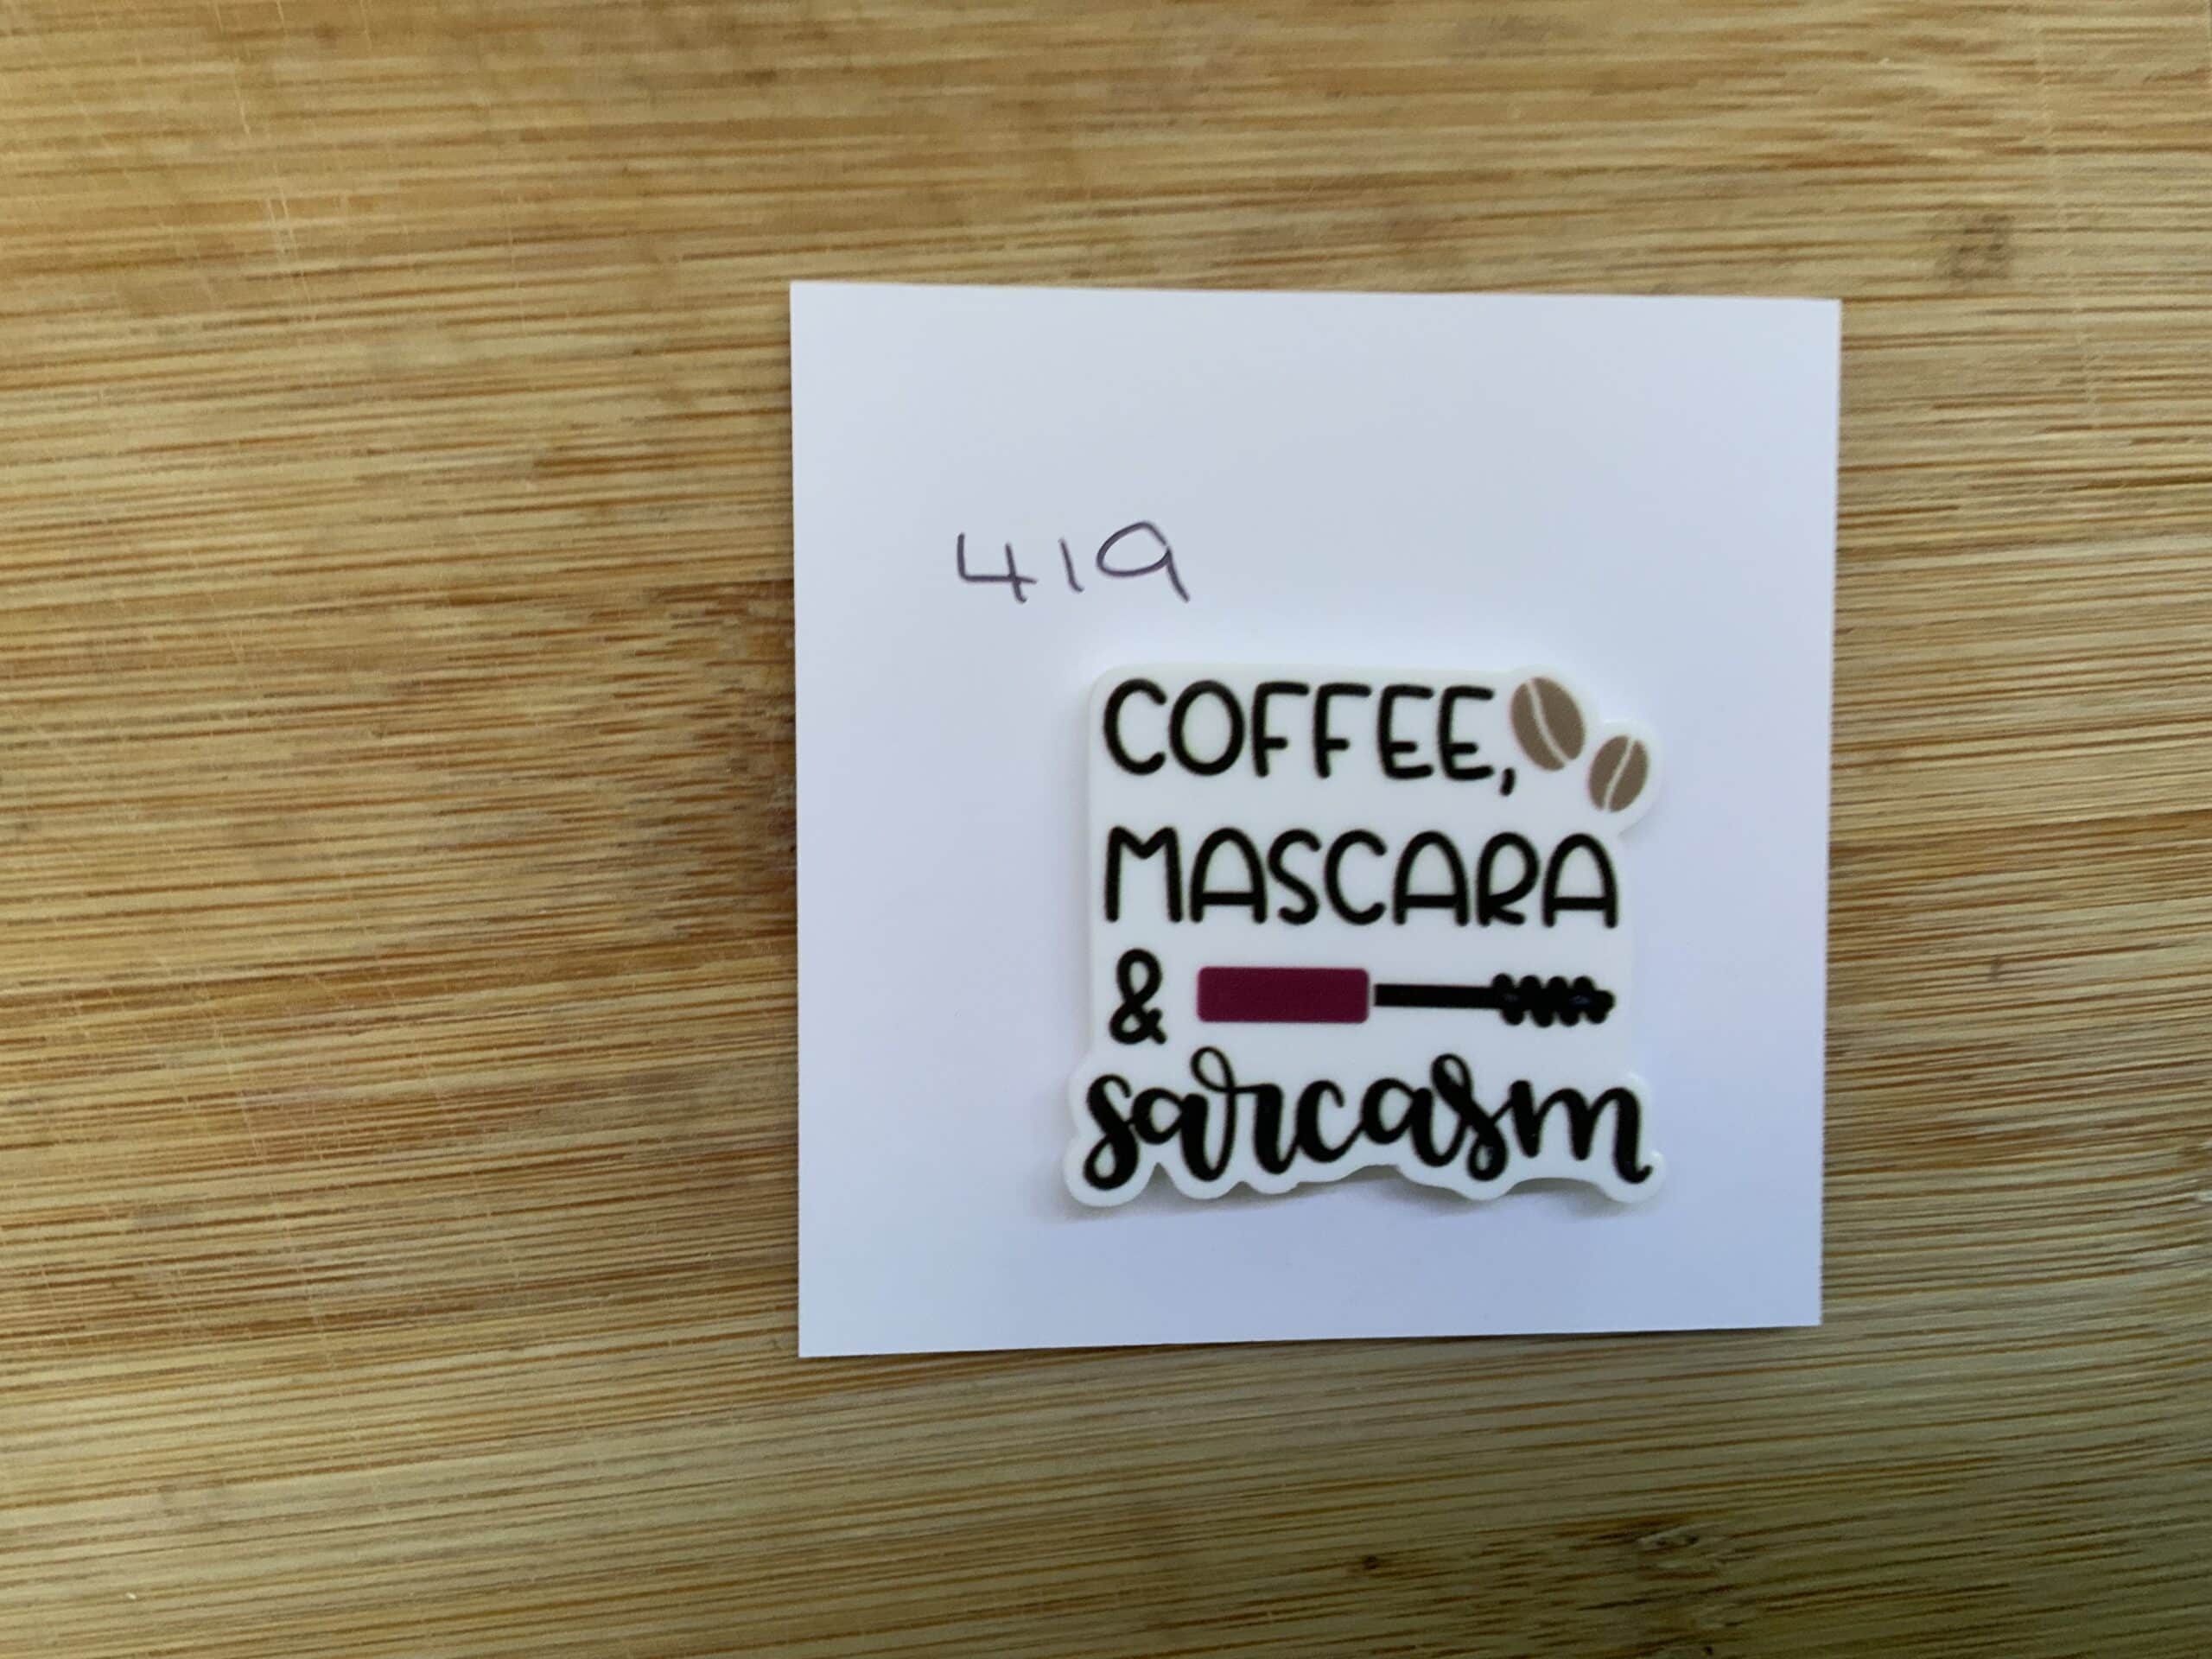 419
COFFEE,
MASCARA
&
sarcasm